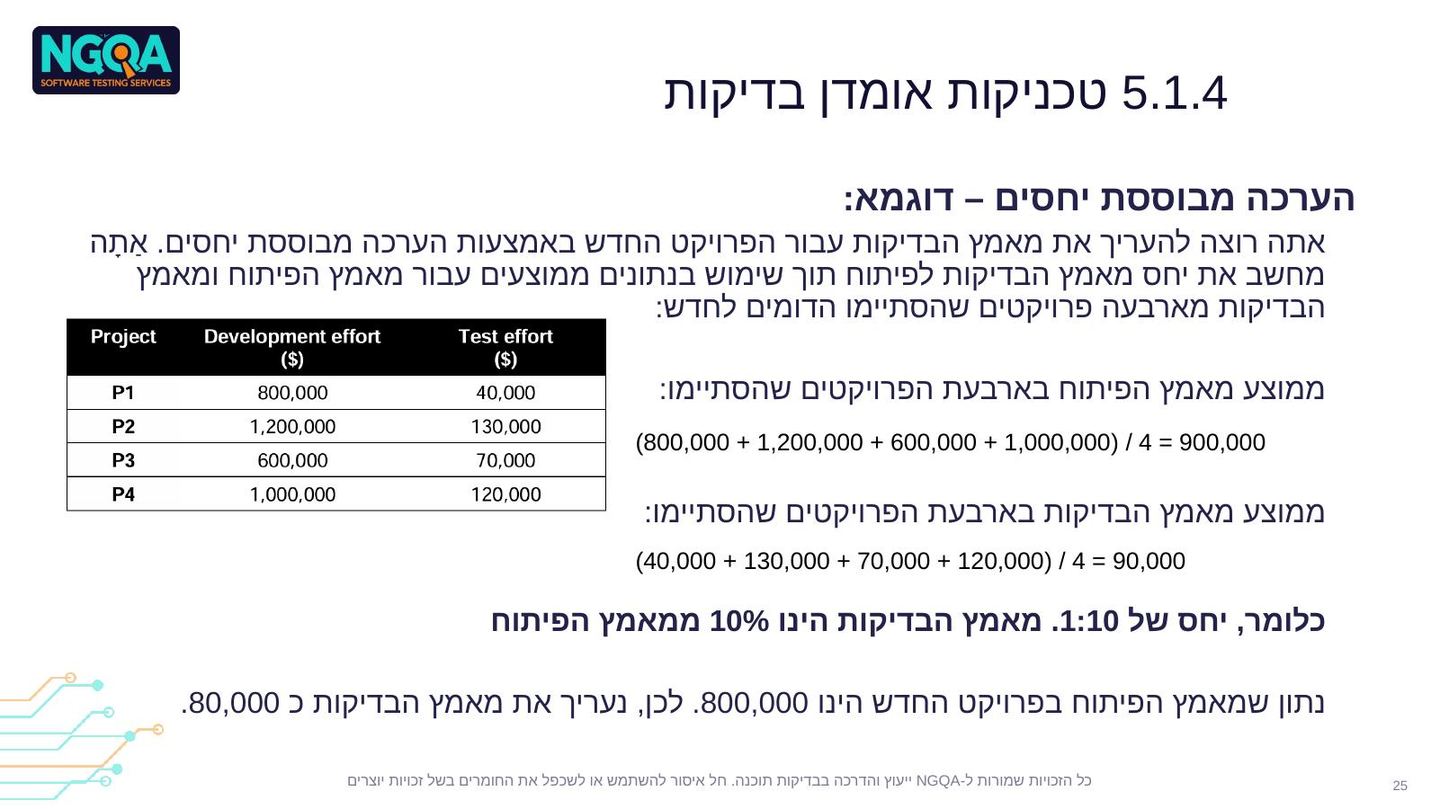 NGQA
SOFTWARE TESTING SERVICES
5.1.4 טכניקות אומדן בדיקות
הערכה מבוססת יחסים – דוגמא:
אתה רוצה להעריך את מאמץ הבדיקות עבור הפרויקט החדש באמצעות הערכה מבוססת יחסים. אַתָה
מחשב את יחס מאמץ הבדיקות לפיתוח תוך שימוש בנתונים ממוצעים עבור מאמץ הפיתוח ומאמץ
הבדיקות מארבעה פרויקטים שהסתיימו הדומים לחדש:
Project Development effort ($) Test effort ($)
P1 800,000 40,000
P2 1,200,000 130,000
P3 600,000 70,000
P4 1,000,000 120,000
ממוצע מאמץ הפיתוח בארבעת הפרויקטים שהסתיימו:
(800,000 + 1,200,000 + 600,000 + 1,000,000) / 4 = 900,000
ממוצע מאמץ הבדיקות בארבעת הפרויקטים שהסתיימו:
(40,000 + 130,000 + 70,000 + 120,000) / 4 = 90,000
כלומר, יחס של 1:10. מאמץ הבדיקות הינו 10% ממאמץ הפיתוח
נתון שמאמץ הפיתוח בפרויקט החדש הינו 800,000. לכן, נעריך את מאמץ הבדיקות כ 80,000.
כל הזכויות שמורות ל-NGQA ייעוץ והדרכה בבדיקות תוכנה. חל איסור להשתמש או לשכפל את החומרים בשל זכויות יוצרים
25